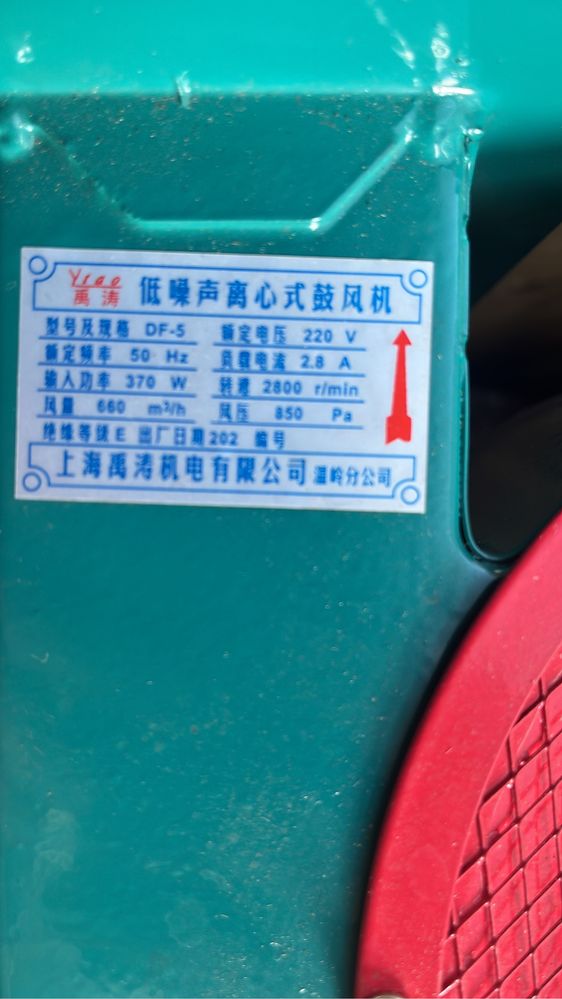 Yrao
禹涛
低噪声离心式鼓风机
型号及规格 DF-5 额定电压 220 V
额定频率 50 Hz 负载电流 2.8 A
输入功率 370 W 转速 2800 r/min
风量 660 m³/h 风压 850 Pa
绝缘等级 E 出厂日期 202 编号
上海禹涛机电有限公司 温岭分公司